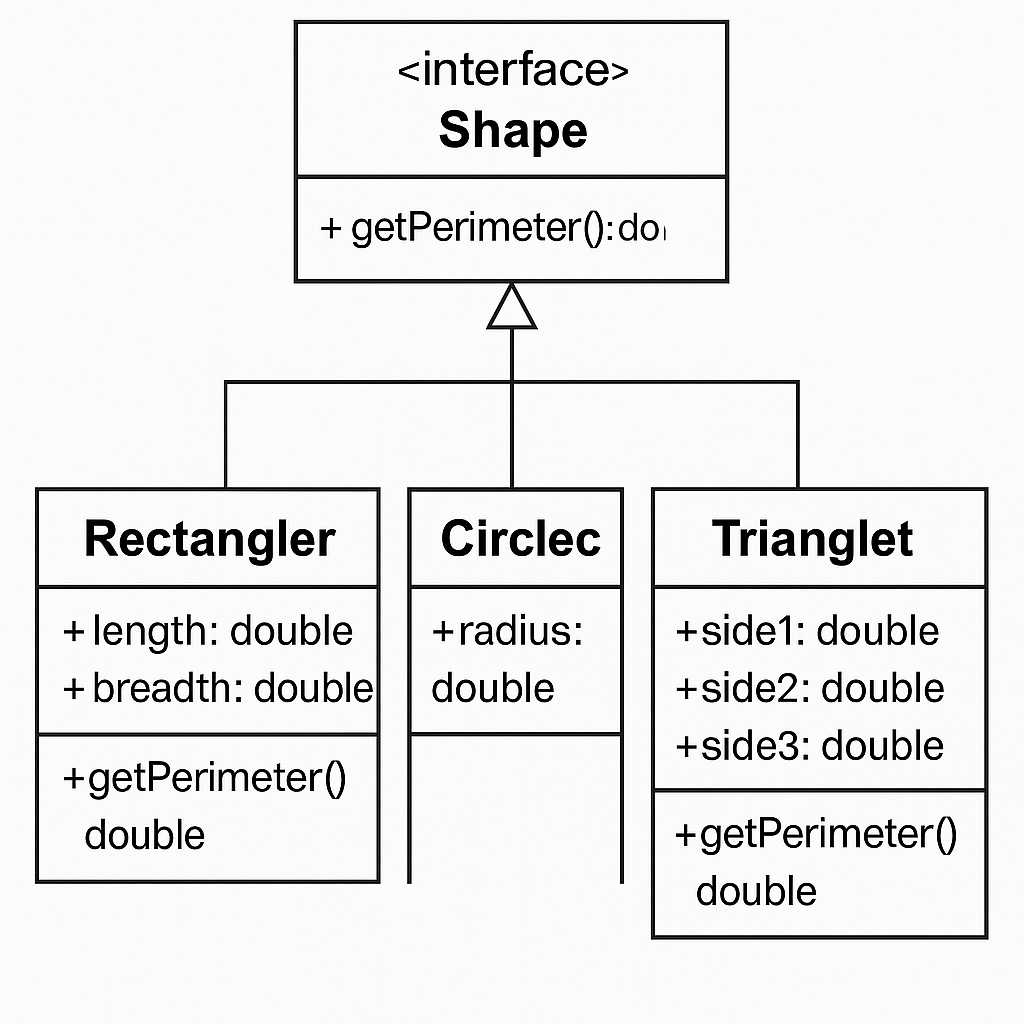 <interface>
Shape
+ getPerimeter():do
Rectangler
+ length: double
+ breadth: double
+getPerimeter()
double
Circlec
+radius:
double
Trianglet
+side1: double
+side2: double
+side3: double
+getPerimeter()
double